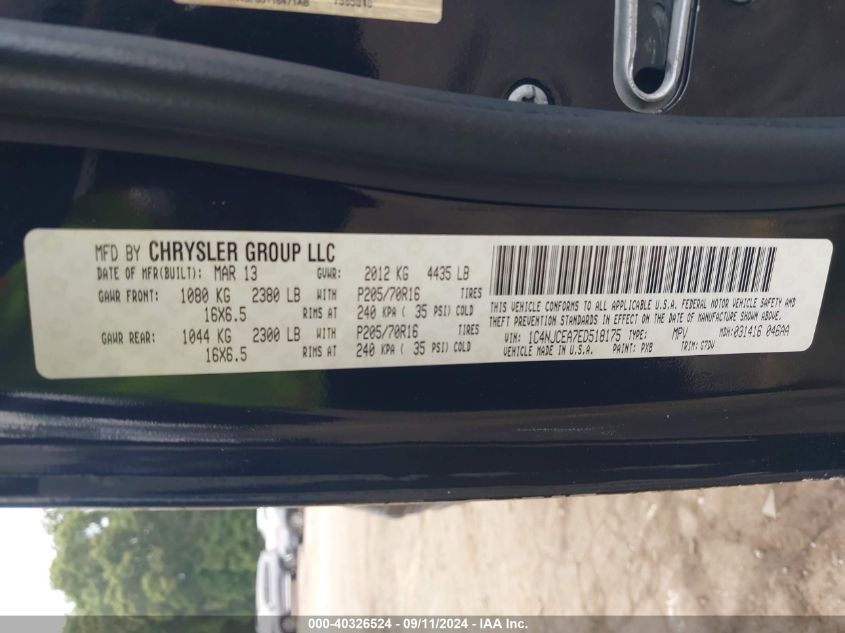 MFD BY CHRYSLER GROUP LLC
DATE OF MFR(BUILT): MAR 13 GVWR: 2012 KG 4435 LB
GAWR FRONT: 1080 KG 2380 LB WITH P205/70R16 TIRES
16X6.5 RIMS AT 240 KPA ( 35 PSI) COLD
GAWR REAR: 1044 KG 2300 LB WITH P205/70R16 TIRES
16X6.5 RIMS AT 240 KPA ( 35 PSI) COLD
THIS VEHICLE CONFORMS TO ALL APPLICABLE U.S.A. FEDERAL MOTOR VEHICLE SAFETY AND
THEFT PREVENTION STANDARDS IN EFFECT ON THE DATE OF MANUFACTURE SHOWN ABOVE.
VIN: 1C4NJCEA7ED518175 TYPE: MPV MDH:031416 046AA
VEHICLE MADE IN U.S.A. PAINT: PX8 TRIM: G7DV
000-40326524 - 09/11/2024 - IAA Inc.